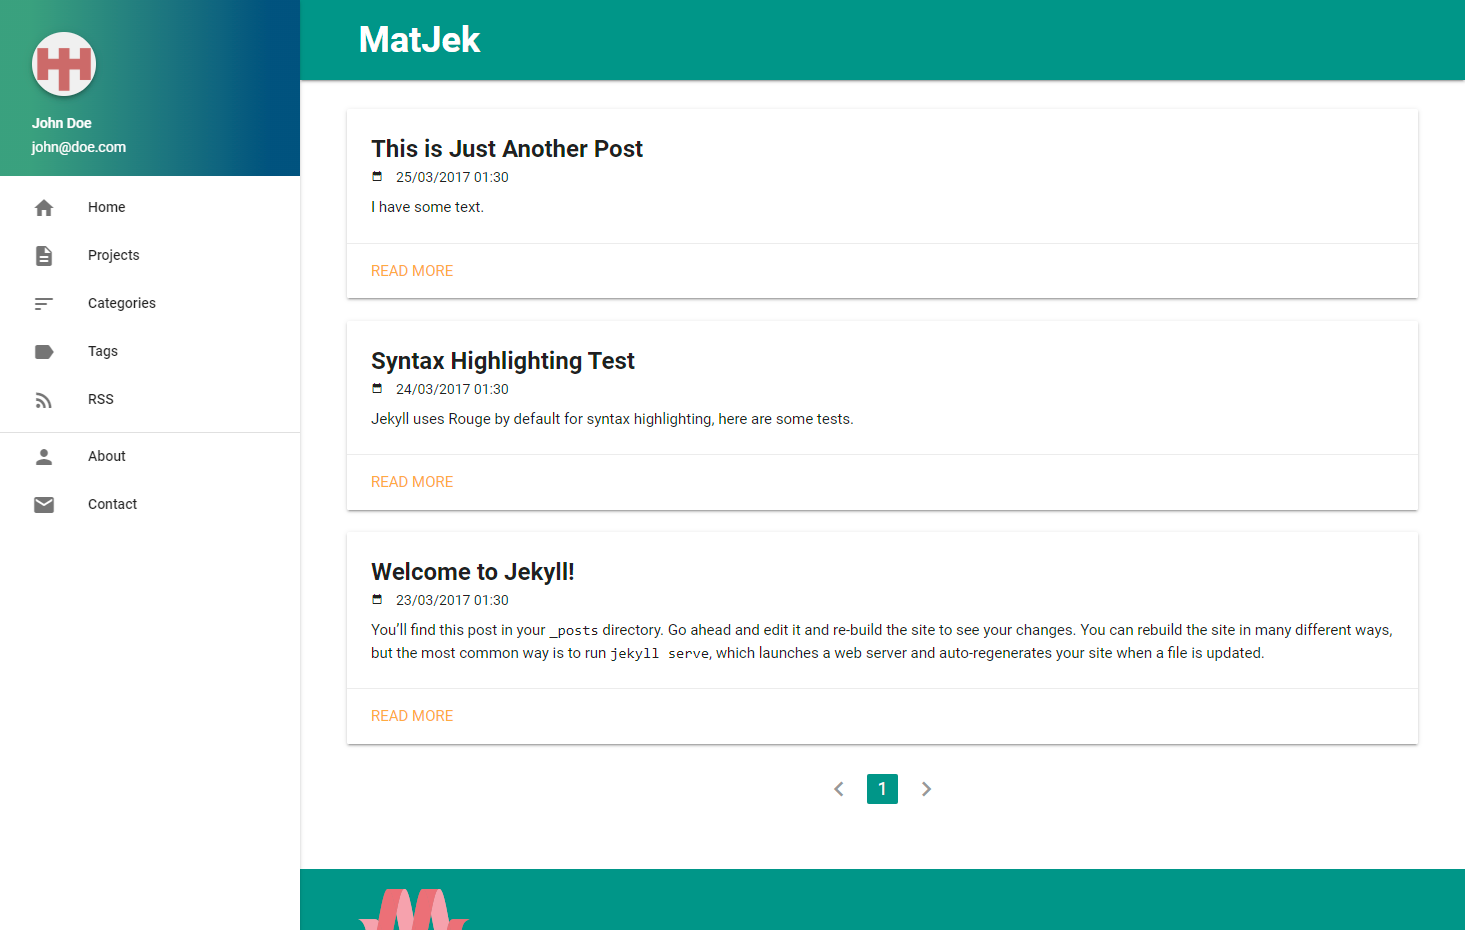 John Doe
john@doe.com
Home
Projects
Categories
Tags
RSS
About
Contact
MatJek
This is Just Another Post
25/03/2017 01:30
I have some text.
READ MORE
Syntax Highlighting Test
24/03/2017 01:30
Jekyll uses Rouge by default for syntax highlighting, here are some tests.
READ MORE
Welcome to Jekyll!
23/03/2017 01:30
You’ll find this post in your _posts directory. Go ahead and edit it and re-build the site to see your changes. You can rebuild the site in many different ways,
but the most common way is to run jekyll serve, which launches a web server and auto-regenerates your site when a file is updated.
READ MORE
1